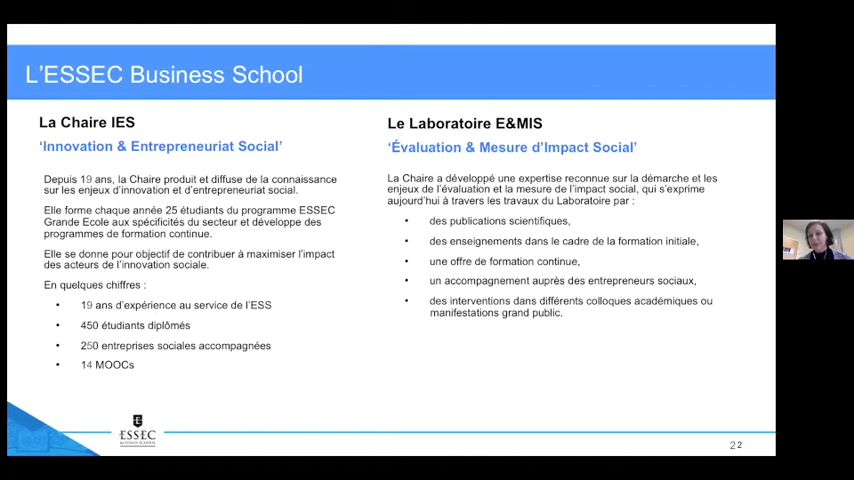 L'ESSEC Business School
La Chaire IES
'Innovation & Entrepreneuriat Social'
Depuis 19 ans, la Chaire produit et diffuse de la connaissance
sur les enjeux d'innovation et d'entrepreneuriat social.
Elle forme chaque année 25 étudiants du programme ESSEC
Grande Ecole aux spécificités du secteur et développe des
programmes de formation continue.
Elle se donne pour objectif de contribuer à maximiser l'impact
des acteurs de l'innovation sociale.
En quelques chiffres :
• 19 ans d'expérience au service de l'ESS
• 450 étudiants diplômés
• 250 entreprises sociales accompagnées
• 14 MOOCs
Le Laboratoire E&MIS
'Évaluation & Mesure d'Impact Social'
La Chaire a développé une expertise reconnue sur la démarche et les
enjeux de l'évaluation et la mesure de l'impact social, qui s'exprime
aujourd'hui à travers les travaux du Laboratoire par :
• des publications scientifiques,
• des enseignements dans le cadre de la formation initiale,
• une offre de formation continue,
• un accompagnement auprès des entrepreneurs sociaux,
• des interventions dans différents colloques académiques ou
manifestations grand public.
ESSEC
BUSINESS SCHOOL
22